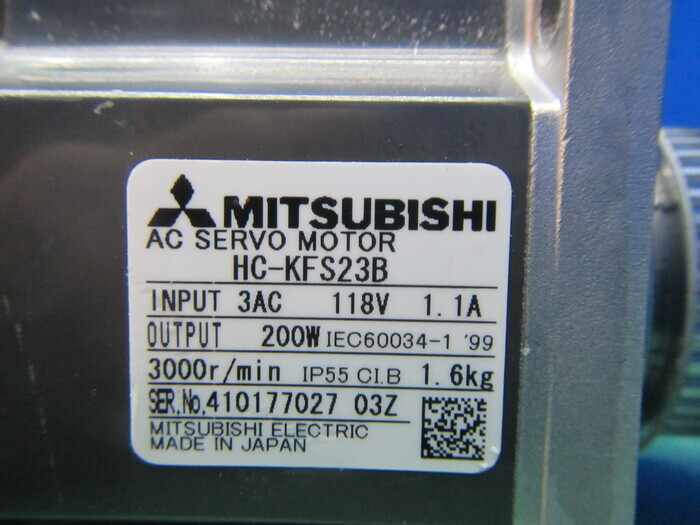 MITSUBISHI
AC SERVO MOTOR
HC-KFS23B
INPUT 3AC 118V 1.1A
OUTPUT 200W IEC60034-1 '99
3000r/min IP55 CI.B 1.6kg
SER.No.410177027 03Z
MITSUBISHI ELECTRIC
MADE IN JAPAN